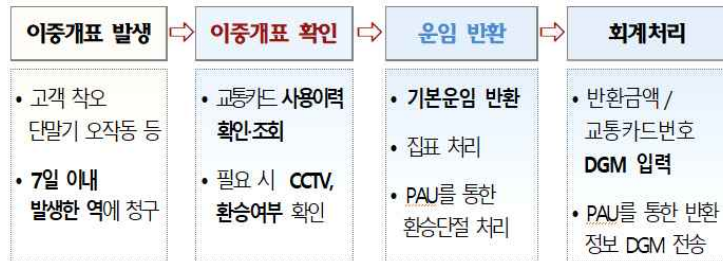 이중개표 발생
이중개표 확인
운임 반환
회계처리
• 고객 착오
단말기 오작동 등
• 7일 이내
발생한 역에 청구
• 교통카드 사용이력
확인·조회
• 필요 시 CCTV,
환승여부 확인
• 기본운임 반환
• 집표 처리
• PAU를 통한
환승단절 처리
• 반환금액 /
교통카드번호
DGM 입력
• PAU를 통한 반환
정보 DGM 전송